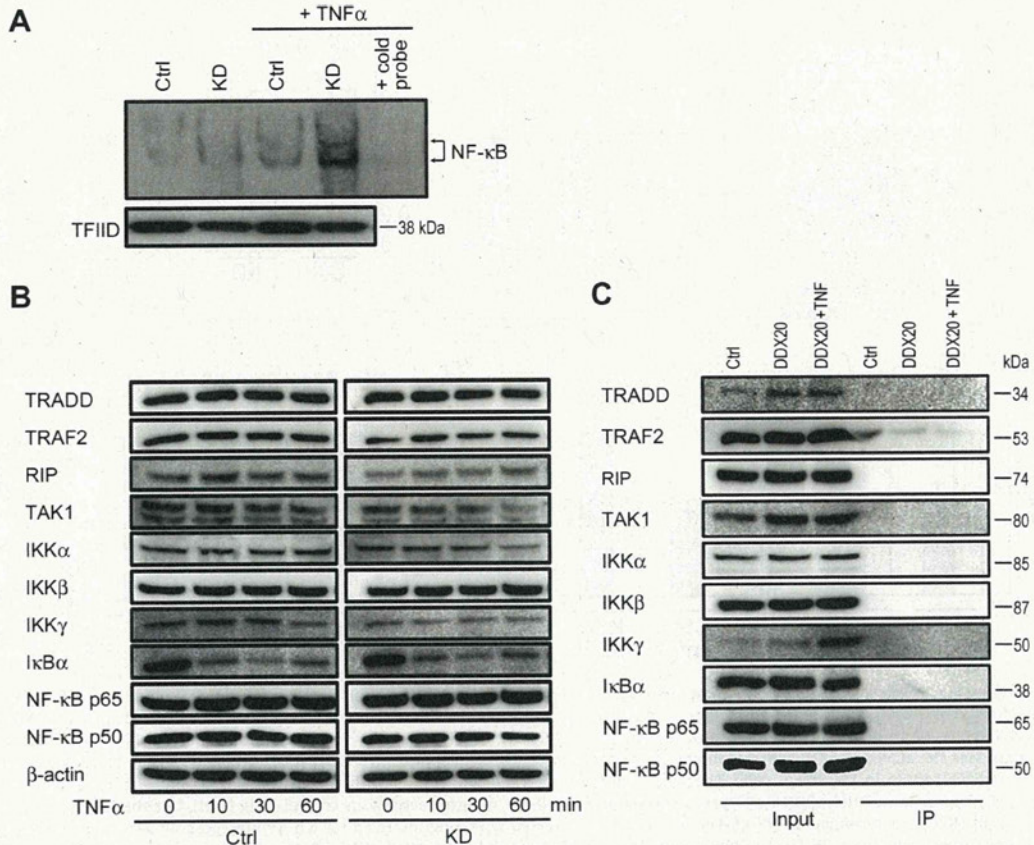 A
+ TNFα
Ctrl
KD
Ctrl
KD
+ cold probe
NF-κB
TFIID
38 kDa
B
TRADD
TRAF2
RIP
TAK1
IKKα
IKKβ
IKKγ
IκBα
NF-κB p65
NF-κB p50
β-actin
TNFα 0 10 30 60 0 10 30 60 min
Ctrl KD
C
Ctrl
DDX20
DDX20+TNF
Ctrl
DDX20
DDX20+TNF
kDa
TRADD 34
TRAF2 53
RIP 74
TAK1 80
IKKα 85
IKKβ 87
IKKγ 50
IκBα 38
NF-κB p65 65
NF-κB p50 50
Input IP